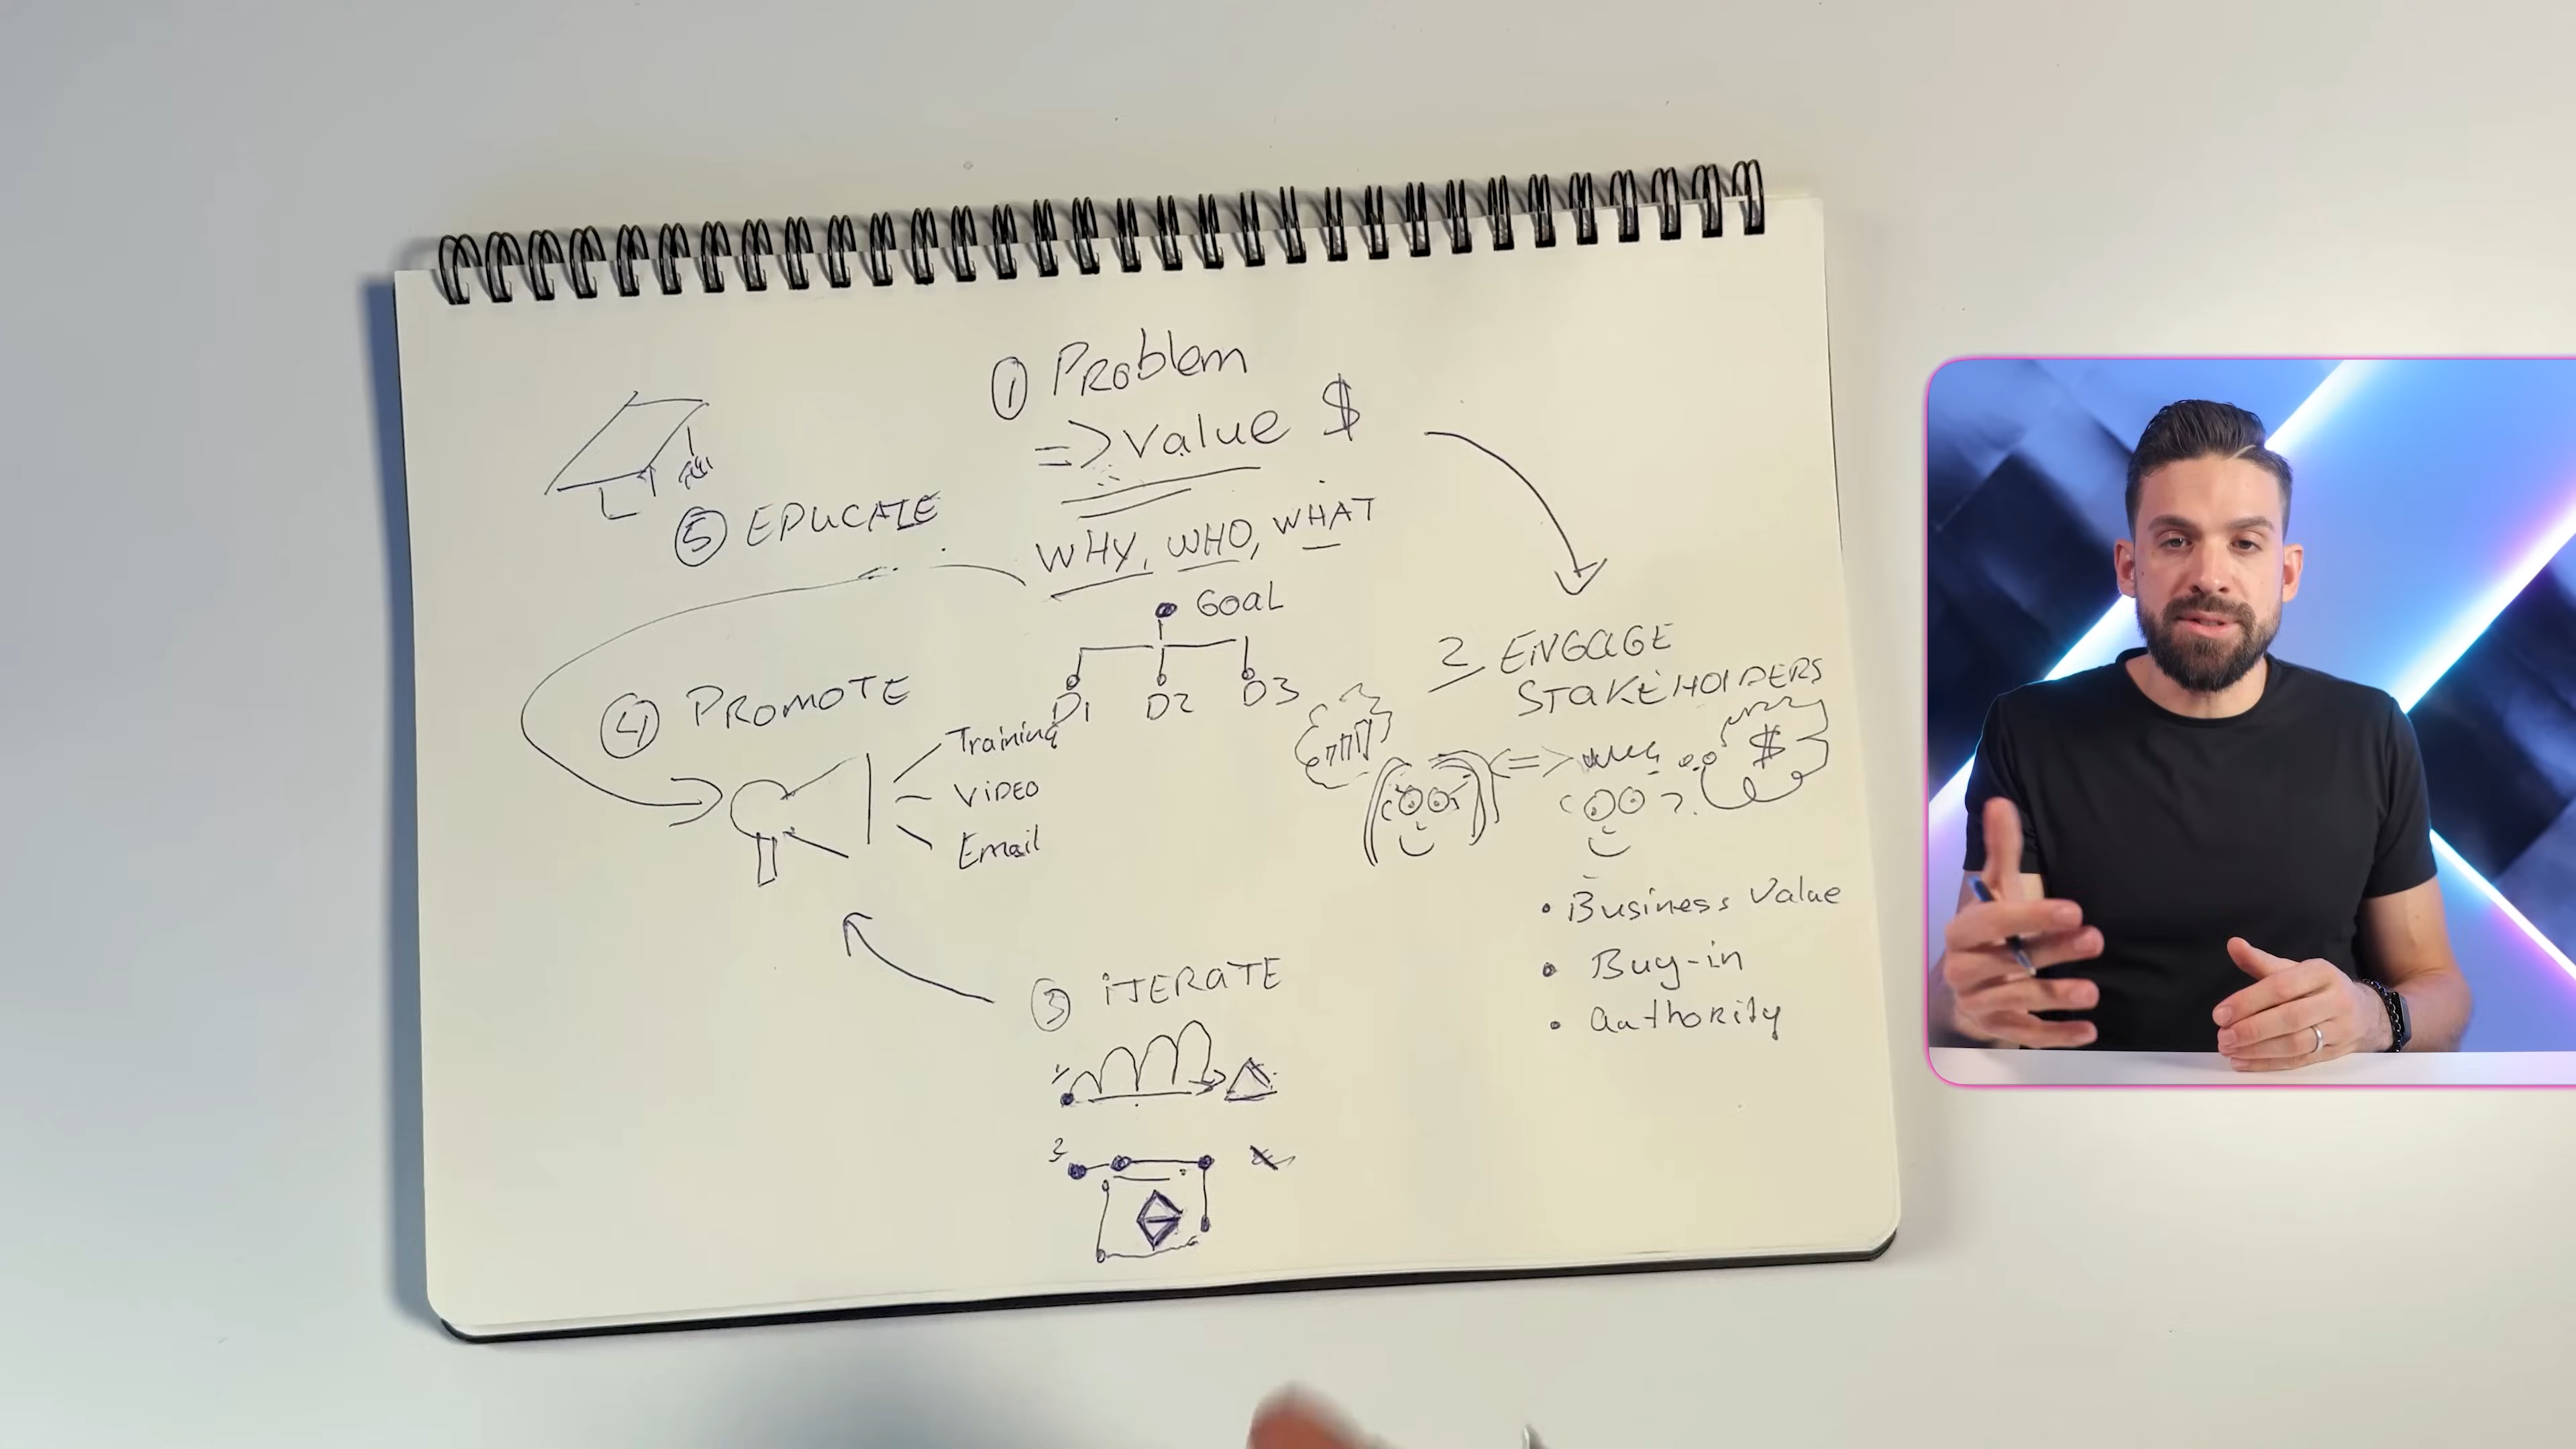 ① Problem
=> Value $
WHY, WHO, WHAT
Goal
D1 D2 D3
2 ENGAGE
STAKEHOLDERS
$
• Business Value
• Buy-in
• Authority
③ ITERATE
④ PROMOTE
Training
VIDEO
Email
⑤ EDUCATE